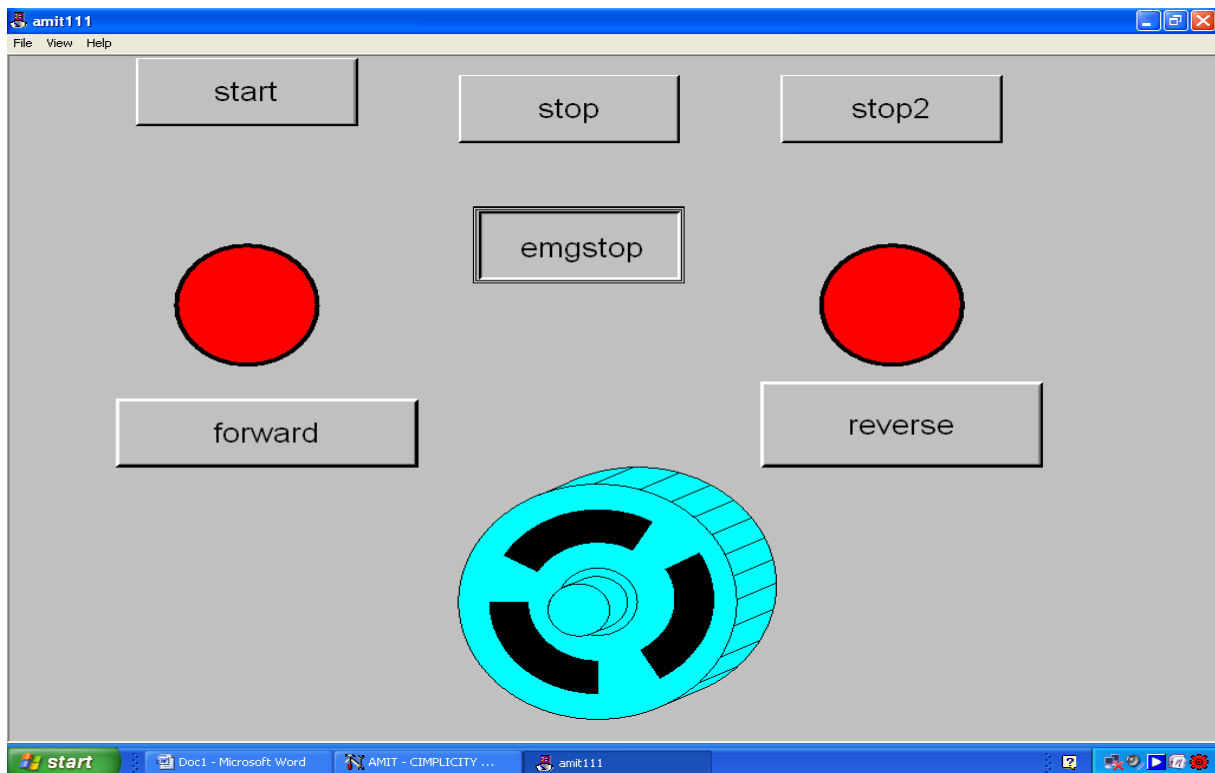 amit111
File View Help
start
stop
stop2
emgstop
forward
reverse
start
Doc1 - Microsoft Word
AMIT - CIMPLICITY ...
amit111